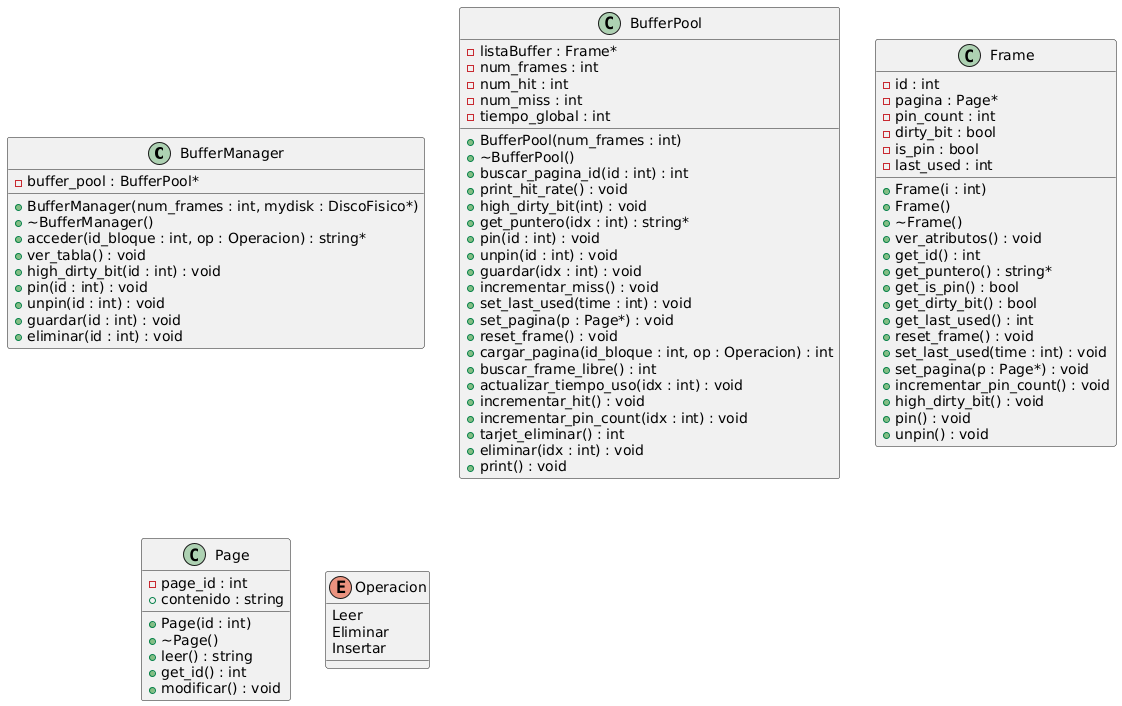 BufferManager
buffer_pool : BufferPool*
BufferManager(num_frames : int, mydisk : DiscoFisico*)
~BufferManager()
acceder(id_bloque : int, op : Operacion) : string*
ver_tabla() : void
high_dirty_bit(id : int) : void
pin(id : int) : void
unpin(id : int) : void
guardar(id : int) : void
eliminar(id : int) : void
BufferPool
listaBuffer : Frame*
num_frames : int
num_hit : int
num_miss : int
tiempo_global : int
BufferPool(num_frames : int)
~BufferPool()
buscar_pagina_id(id : int) : int
print_hit_rate() : void
high_dirty_bit(int) : void
get_puntero(idx : int) : string*
pin(id : int) : void
unpin(id : int) : void
guardar(idx : int) : void
incrementar_miss() : void
set_last_used(time : int) : void
set_pagina(p : Page*) : void
reset_frame() : void
cargar_pagina(id_bloque : int, op : Operacion) : int
buscar_frame_libre() : int
actualizar_tiempo_uso(idx : int) : void
incrementar_hit() : void
incrementar_pin_count(idx : int) : void
tarjet_eliminar() : int
eliminar(idx : int) : void
print() : void
Frame
id : int
pagina : Page*
pin_count : int
dirty_bit : bool
is_pin : bool
last_used : int
Frame(i : int)
Frame()
~Frame()
ver_atributos() : void
get_id() : int
get_puntero() : string*
get_is_pin() : bool
get_dirty_bit() : bool
get_last_used() : int
reset_frame() : void
set_last_used(time : int) : void
set_pagina(p : Page*) : void
incrementar_pin_count() : void
high_dirty_bit() : void
pin() : void
unpin() : void
Page
page_id : int
contenido : string
Page(id : int)
~Page()
leer() : string
get_id() : int
modificar() : void
Operacion
Leer
Eliminar
Insertar